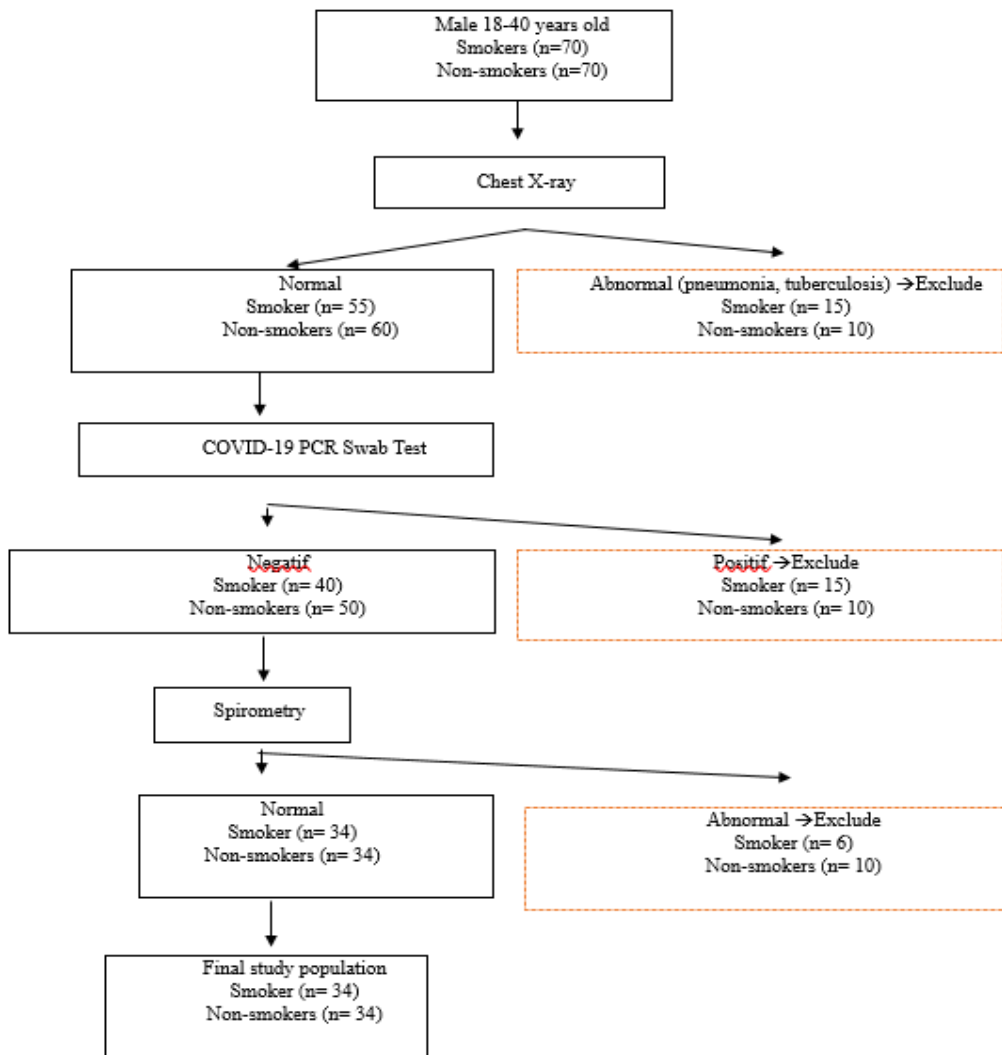 Male 18-40 years old
Smokers (n=70)
Non-smokers (n=70)
Chest X-ray
Normal
Smoker (n= 55)
Non-smokers (n= 60)
Abnormal (pneumonia, tuberculosis) →Exclude
Smoker (n= 15)
Non-smokers (n= 10)
COVID-19 PCR Swab Test
Negatif
Smoker (n= 40)
Non-smokers (n= 50)
Positif →Exclude
Smoker (n= 15)
Non-smokers (n= 10)
Spirometry
Normal
Smoker (n= 34)
Non-smokers (n= 34)
Abnormal →Exclude
Smoker (n= 6)
Non-smokers (n= 10)
Final study population
Smoker (n= 34)
Non-smokers (n= 34)